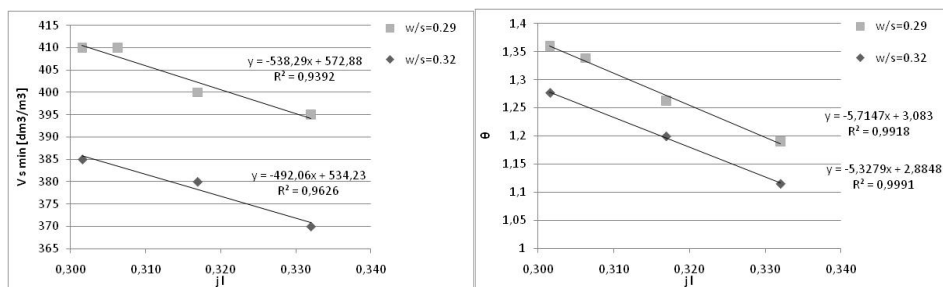 415
410
405
400
395
390
385
380
375
370
365
V s min [dm3/m3]
0,300
0,310
0,320
0,330
0,340
j l
w/s=0.29
w/s=0.32
y = -538,29x + 572,88
R² = 0,9392
y = -492,06x + 534,23
R² = 0,9626
1,4
1,35
1,3
1,25
1,2
1,15
1,1
1,05
1
θ
0,300
0,310
0,320
0,330
0,340
j l
w/s=0.29
w/s=0.32
y = -5,7147x + 3,083
R² = 0,9918
y = -5,3279x + 2,8848
R² = 0,9991